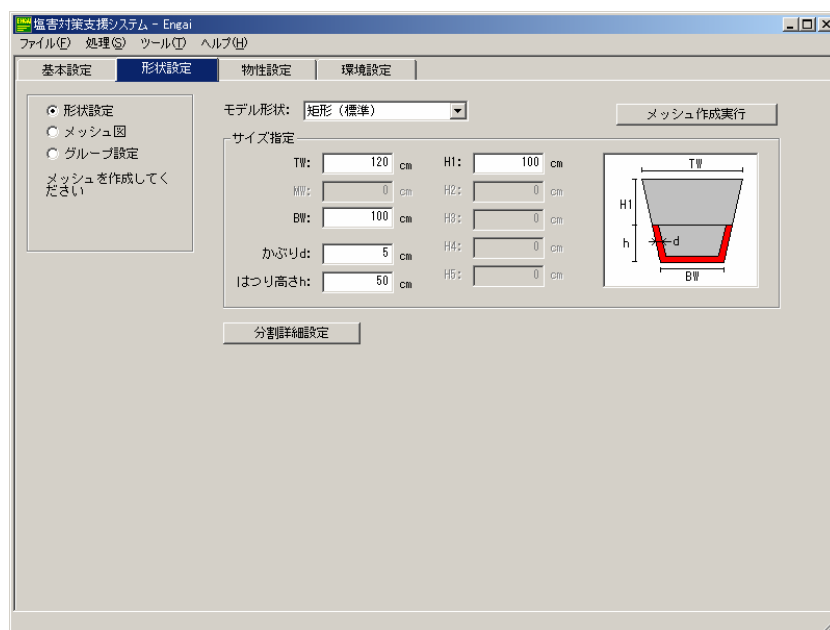 塩害対策支援システム - Engai
ファイル(F) 処理(S) ツール(T) ヘルプ(H)
基本設定 形状設定 物性設定 環境設定
形状設定
メッシュ図
グループ設定
メッシュを作成してく
ださい
モデル形状: 矩形（標準）
メッシュ作成実行
サイズ指定
TW: 120 cm H1: 100 cm
MW: 0 cm H2: 0 cm
BW: 100 cm H3: 0 cm
かぶりd: 5 cm H4: 0 cm
はつり高さh: 50 cm H5: 0 cm
TW
H1
h d
BW
分割詳細設定